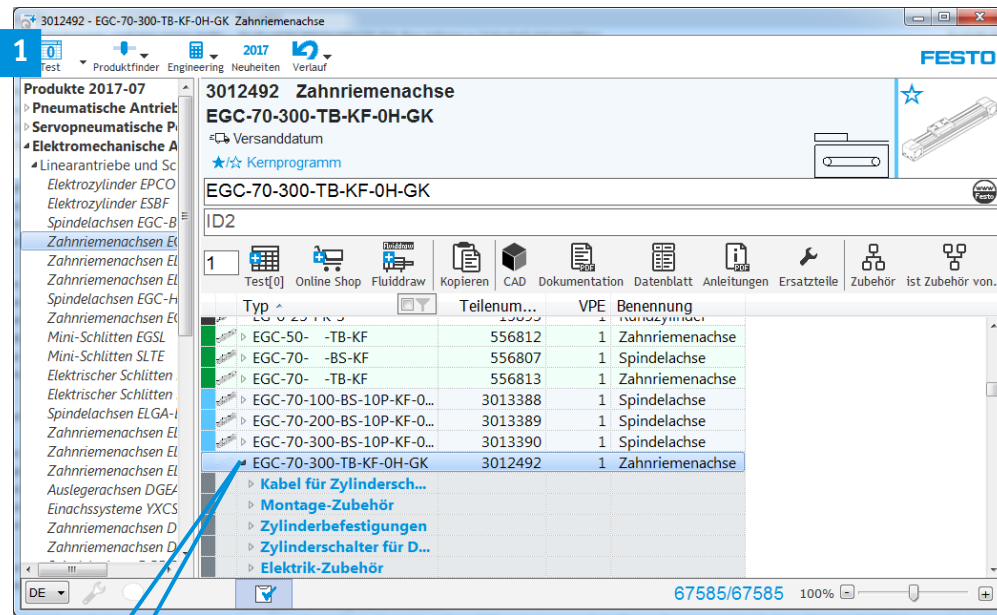 3012492 - EGC-70-300-TB-KF-0H-GK Zahnriemenachse
1
0
2017
Test Produktfinder Engineering Neuheiten Verlauf
FESTO
Produkte 2017-07
Pneumatische Antrieb
Servopneumatische P
Elektromechanische A
Linearantriebe und Sc
Elektrozylinder EPCO
Elektrozylinder ESBF
Spindelachsen EGC-B
Zahnriemenachsen EG
Zahnriemenachsen EL
Zahnriemenachsen EL
Spindelachsen EGC-H
Zahnriemenachsen EG
Mini-Schlitten EGSL
Mini-Schlitten SLTE
Elektrischer Schlitten
Elektrischer Schlitten
Spindelachsen ELGA-
Zahnriemenachsen EL
Zahnriemenachsen EL
Zahnriemenachsen EL
Auslegerachsen DGEA
Einachssysteme YXCS
Zahnriemenachsen D
Zahnriemenachsen D
3012492 Zahnriemenachse
EGC-70-300-TB-KF-0H-GK
Versanddatum
Kernprogramm
EGC-70-300-TB-KF-0H-GK
www Festo
ID2
1
Fluiddraw
PDF
PDF
Test[0] Online Shop Fluiddraw Kopieren CAD Dokumentation Datenblatt Anleitungen Ersatzteile Zubehör ist Zubehör von..
Typ Teilenum... VPE Benennung
EGC-50- -TB-KF 556812 1 Zahnriemenachse
EGC-70- -BS-KF 556807 1 Spindelachse
EGC-70- -TB-KF 556813 1 Zahnriemenachse
EGC-70-100-BS-10P-KF-0... 3013388 1 Spindelachse
EGC-70-200-BS-10P-KF-0... 3013389 1 Spindelachse
EGC-70-300-BS-10P-KF-0... 3013390 1 Spindelachse
EGC-70-300-TB-KF-0H-GK 3012492 1 Zahnriemenachse
Kabel für Zylindersch...
Montage-Zubehör
Zylinderbefestigungen
Zylinderschalter für D...
Elektrik-Zubehör
DE
67585/67585 100%